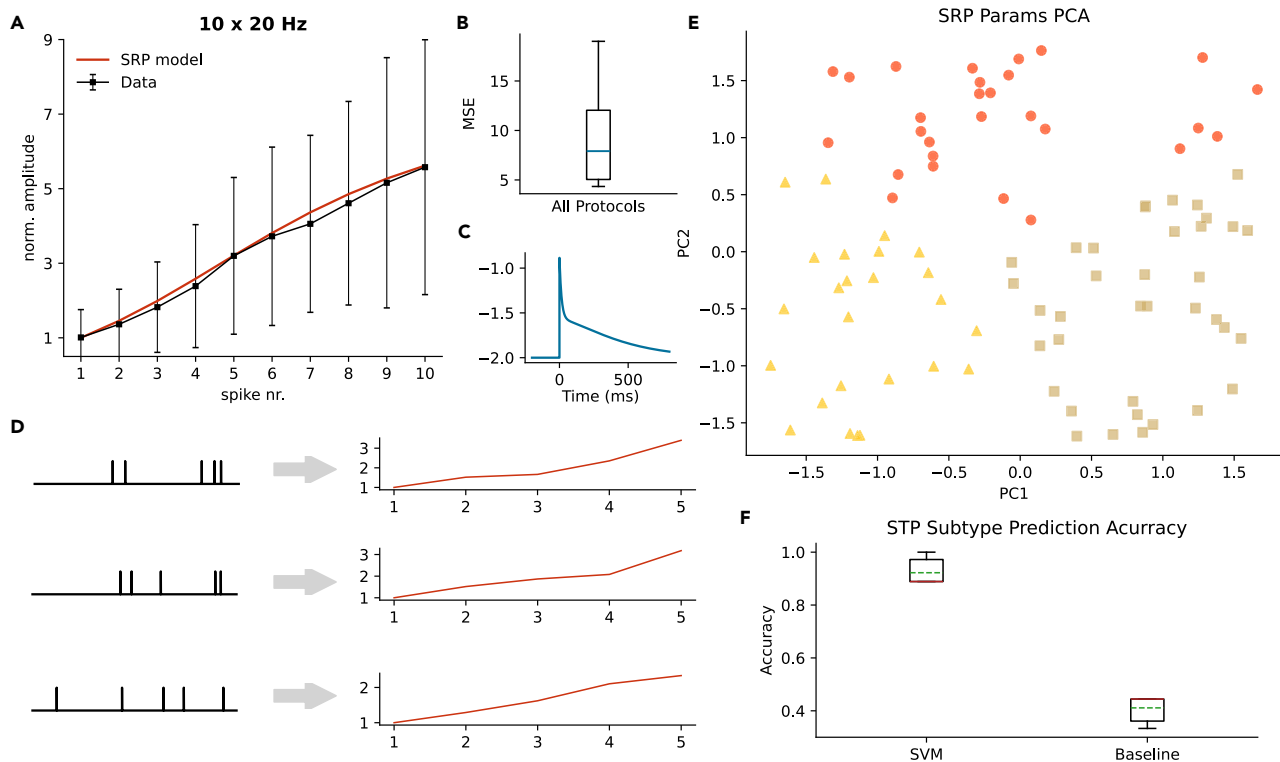 A
10 x 20 Hz
9
7
5
3
1
norm. amplitude
SRP model
Data
1 2 3 4 5 6 7 8 9 10
spike nr.
B
15
10
5
MSE
All Protocols
C
−1.0
−1.5
−2.0
0 500
Time (ms)
D
3
2
1
1 2 3 4 5
3
2
1
1 2 3 4 5
2
1
1 2 3 4 5
E
SRP Params PCA
1.5
1.0
0.5
0.0
−0.5
−1.0
−1.5
PC2
−1.5 −1.0 −0.5 0.0 0.5 1.0 1.5
PC1
F
STP Subtype Prediction Acurracy
1.0
0.8
0.6
0.4
Accuracy
SVM Baseline